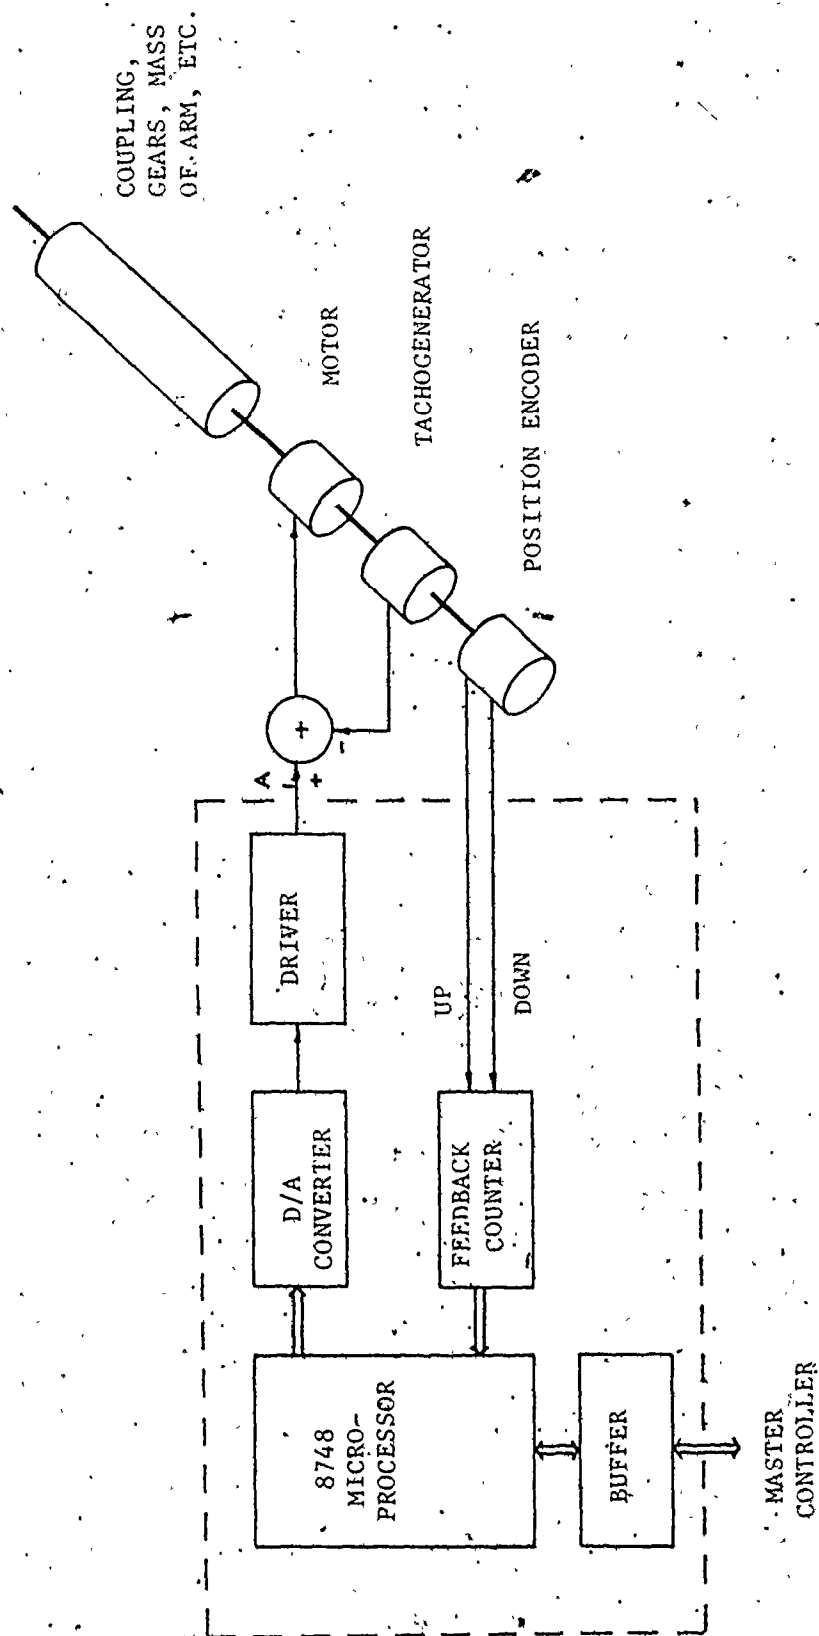 COUPLING,
GEARS, MASS
OF ARM, ETC.
MOTOR
TACHOGENERATOR
POSITION ENCODER
A
+
+
-
DRIVER
UP
DOWN
D/A
CONVERTER
FEEDBACK
COUNTER
8748
MICRO-
PROCESSOR
BUFFER
MASTER
CONTROLLER